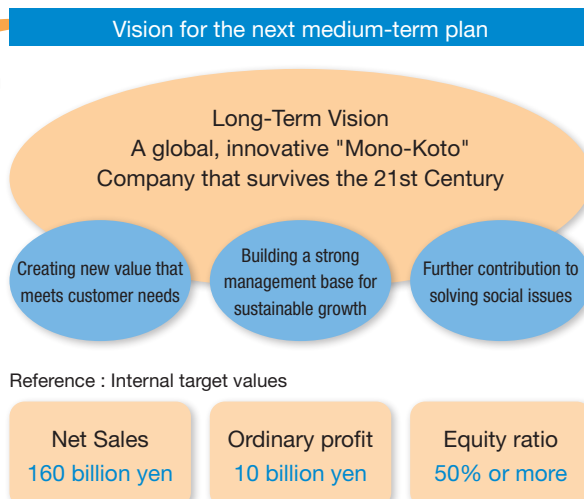 Vision for the next medium-term plan
Long-Term Vision
A global, innovative "Mono-Koto"
Company that survives the 21st Century
Creating new value that
meets customer needs
Building a strong
management base for
sustainable growth
Further contribution to
solving social issues
Reference : Internal target values
Net Sales
160 billion yen
Ordinary profit
10 billion yen
Equity ratio
50% or more